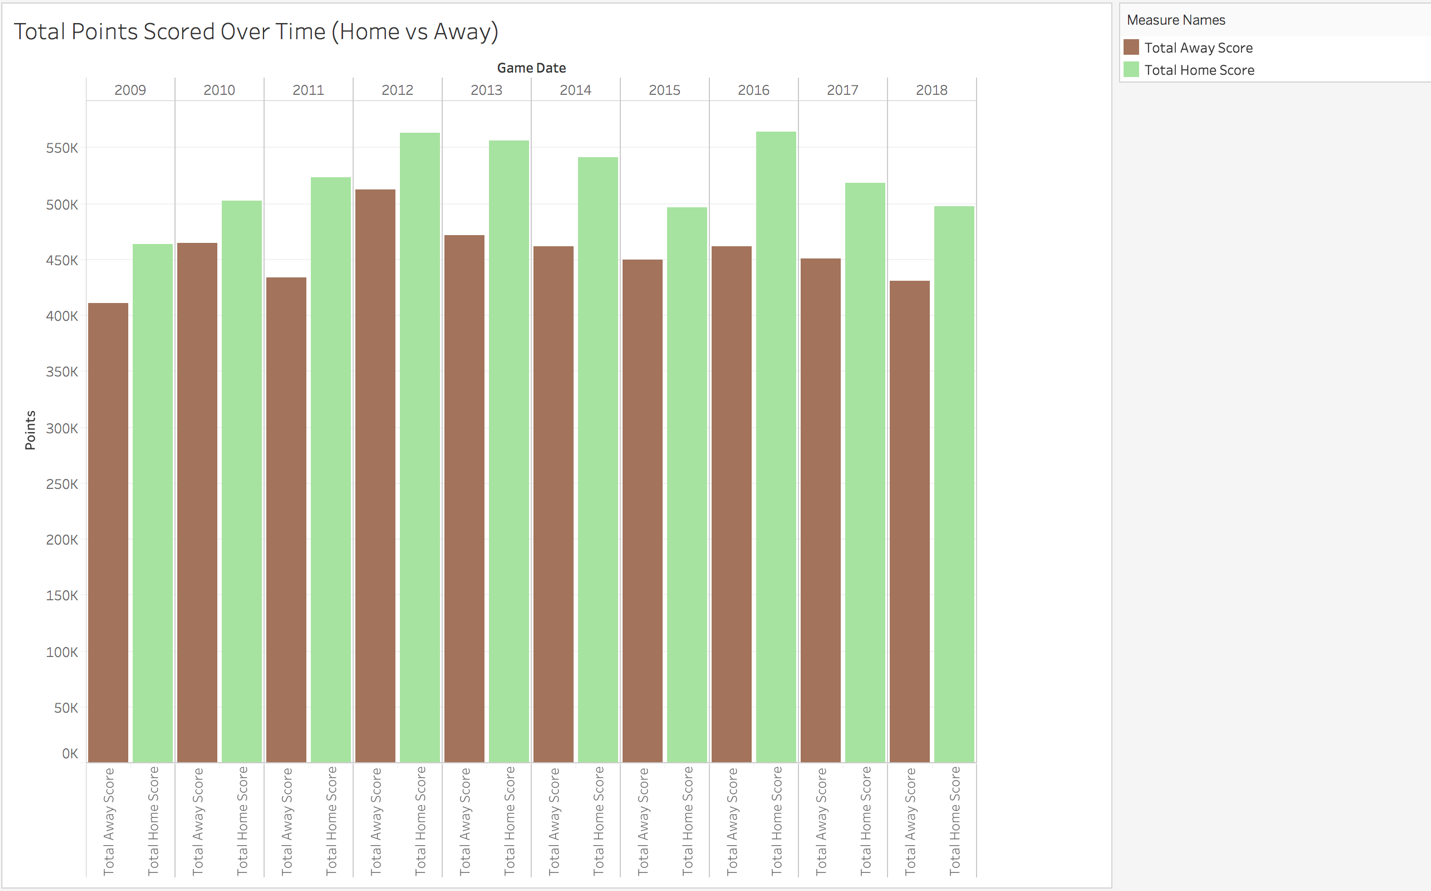 Total Points Scored Over Time (Home vs Away)
Game Date
2009 2010 2011 2012 2013 2014 2015 2016 2017 2018
550K
500K
450K
400K
350K
300K
250K
200K
150K
100K
50K
0K
Points
Total Away Score
Total Home Score
Total Away Score
Total Home Score
Total Away Score
Total Home Score
Total Away Score
Total Home Score
Total Away Score
Total Home Score
Total Away Score
Total Home Score
Total Away Score
Total Home Score
Total Away Score
Total Home Score
Total Away Score
Total Home Score
Total Away Score
Total Home Score
Measure Names
Total Away Score
Total Home Score